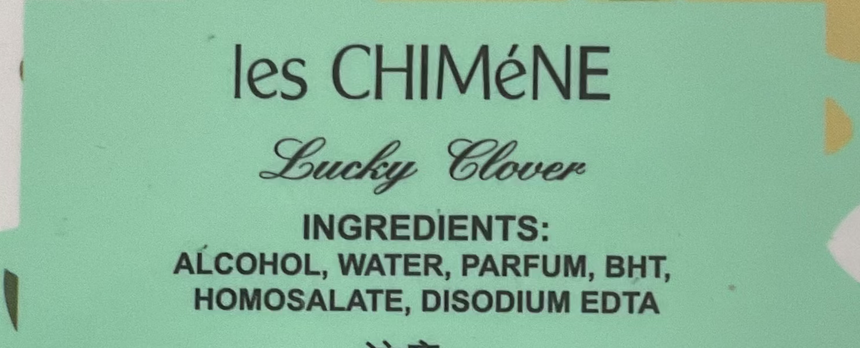 les CHIMéNE
Lucky Clover
INGREDIENTS:
ALCOHOL, WATER, PARFUM, BHT,
HOMOSALATE, DISODIUM EDTA